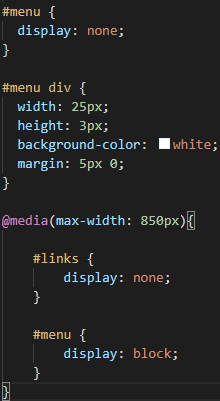 #menu {
  display: none;
}

#menu div {
  width: 25px;
  height: 3px;
  background-color: white;
  margin: 5px 0;
}

@media(max-width: 850px){

    #links {
        display: none;
    }

    #menu {
        display: block;
    }
}